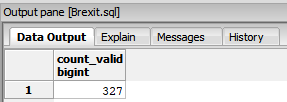 Output pane [Brexit.sql]
Data Output Explain Messages History
count_valid
bigint
1 327